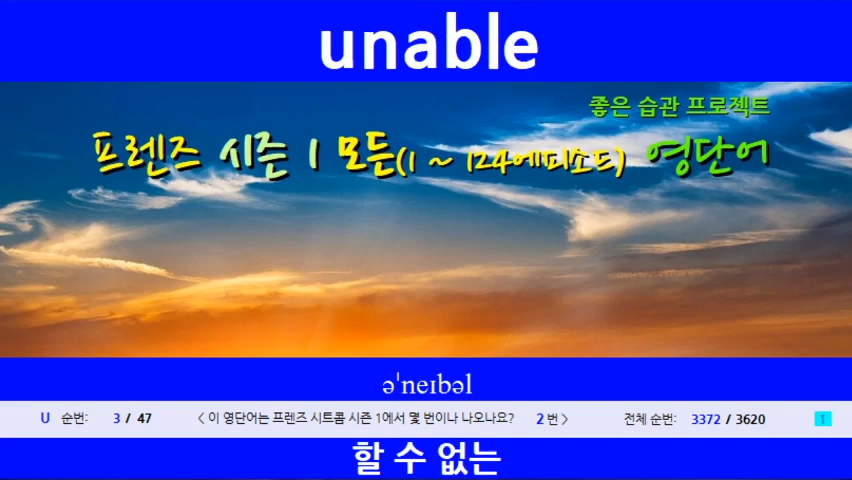 unable
좋은 습관 프로젝트
프렌즈 시즌 1 모든(1 ~ 124에피소드) 영단어
ə'neɪbəl
U 순번: 3 / 47 < 이 영단어는 프렌즈 시트콤 시즌 1에서 몇 번이나 나오나요? 2 번 > 전체 순번: 3372 / 3620 1
할 수 없는